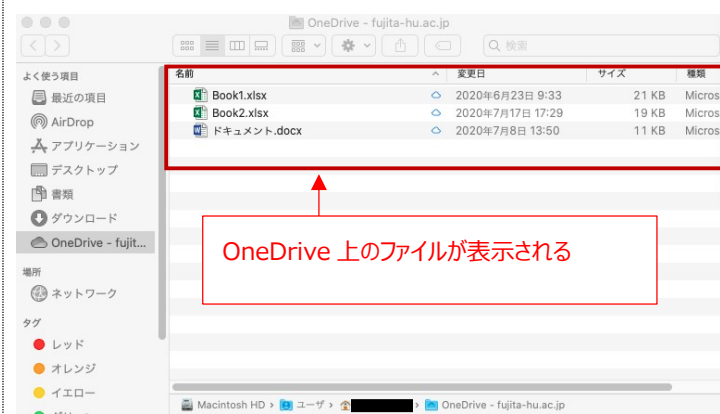 OneDrive - fujita-hu.ac.jp
検索
よく使う項目
最近の項目
AirDrop
アプリケーション
デスクトップ
書類
ダウンロード
OneDrive - fujit...
場所
ネットワーク
タグ
レッド
オレンジ
イエロー
名前 変更日 サイズ 種類
Book1.xlsx 2020年6月23日 9:33 21 KB Micros
Book2.xlsx 2020年7月17日 17:29 19 KB Micros
ドキュメント.docx 2020年7月8日 13:50 11 KB Micros
OneDrive 上のファイルが表示される
Macintosh HD › ユーザ › › OneDrive - fujita-hu.ac.jp